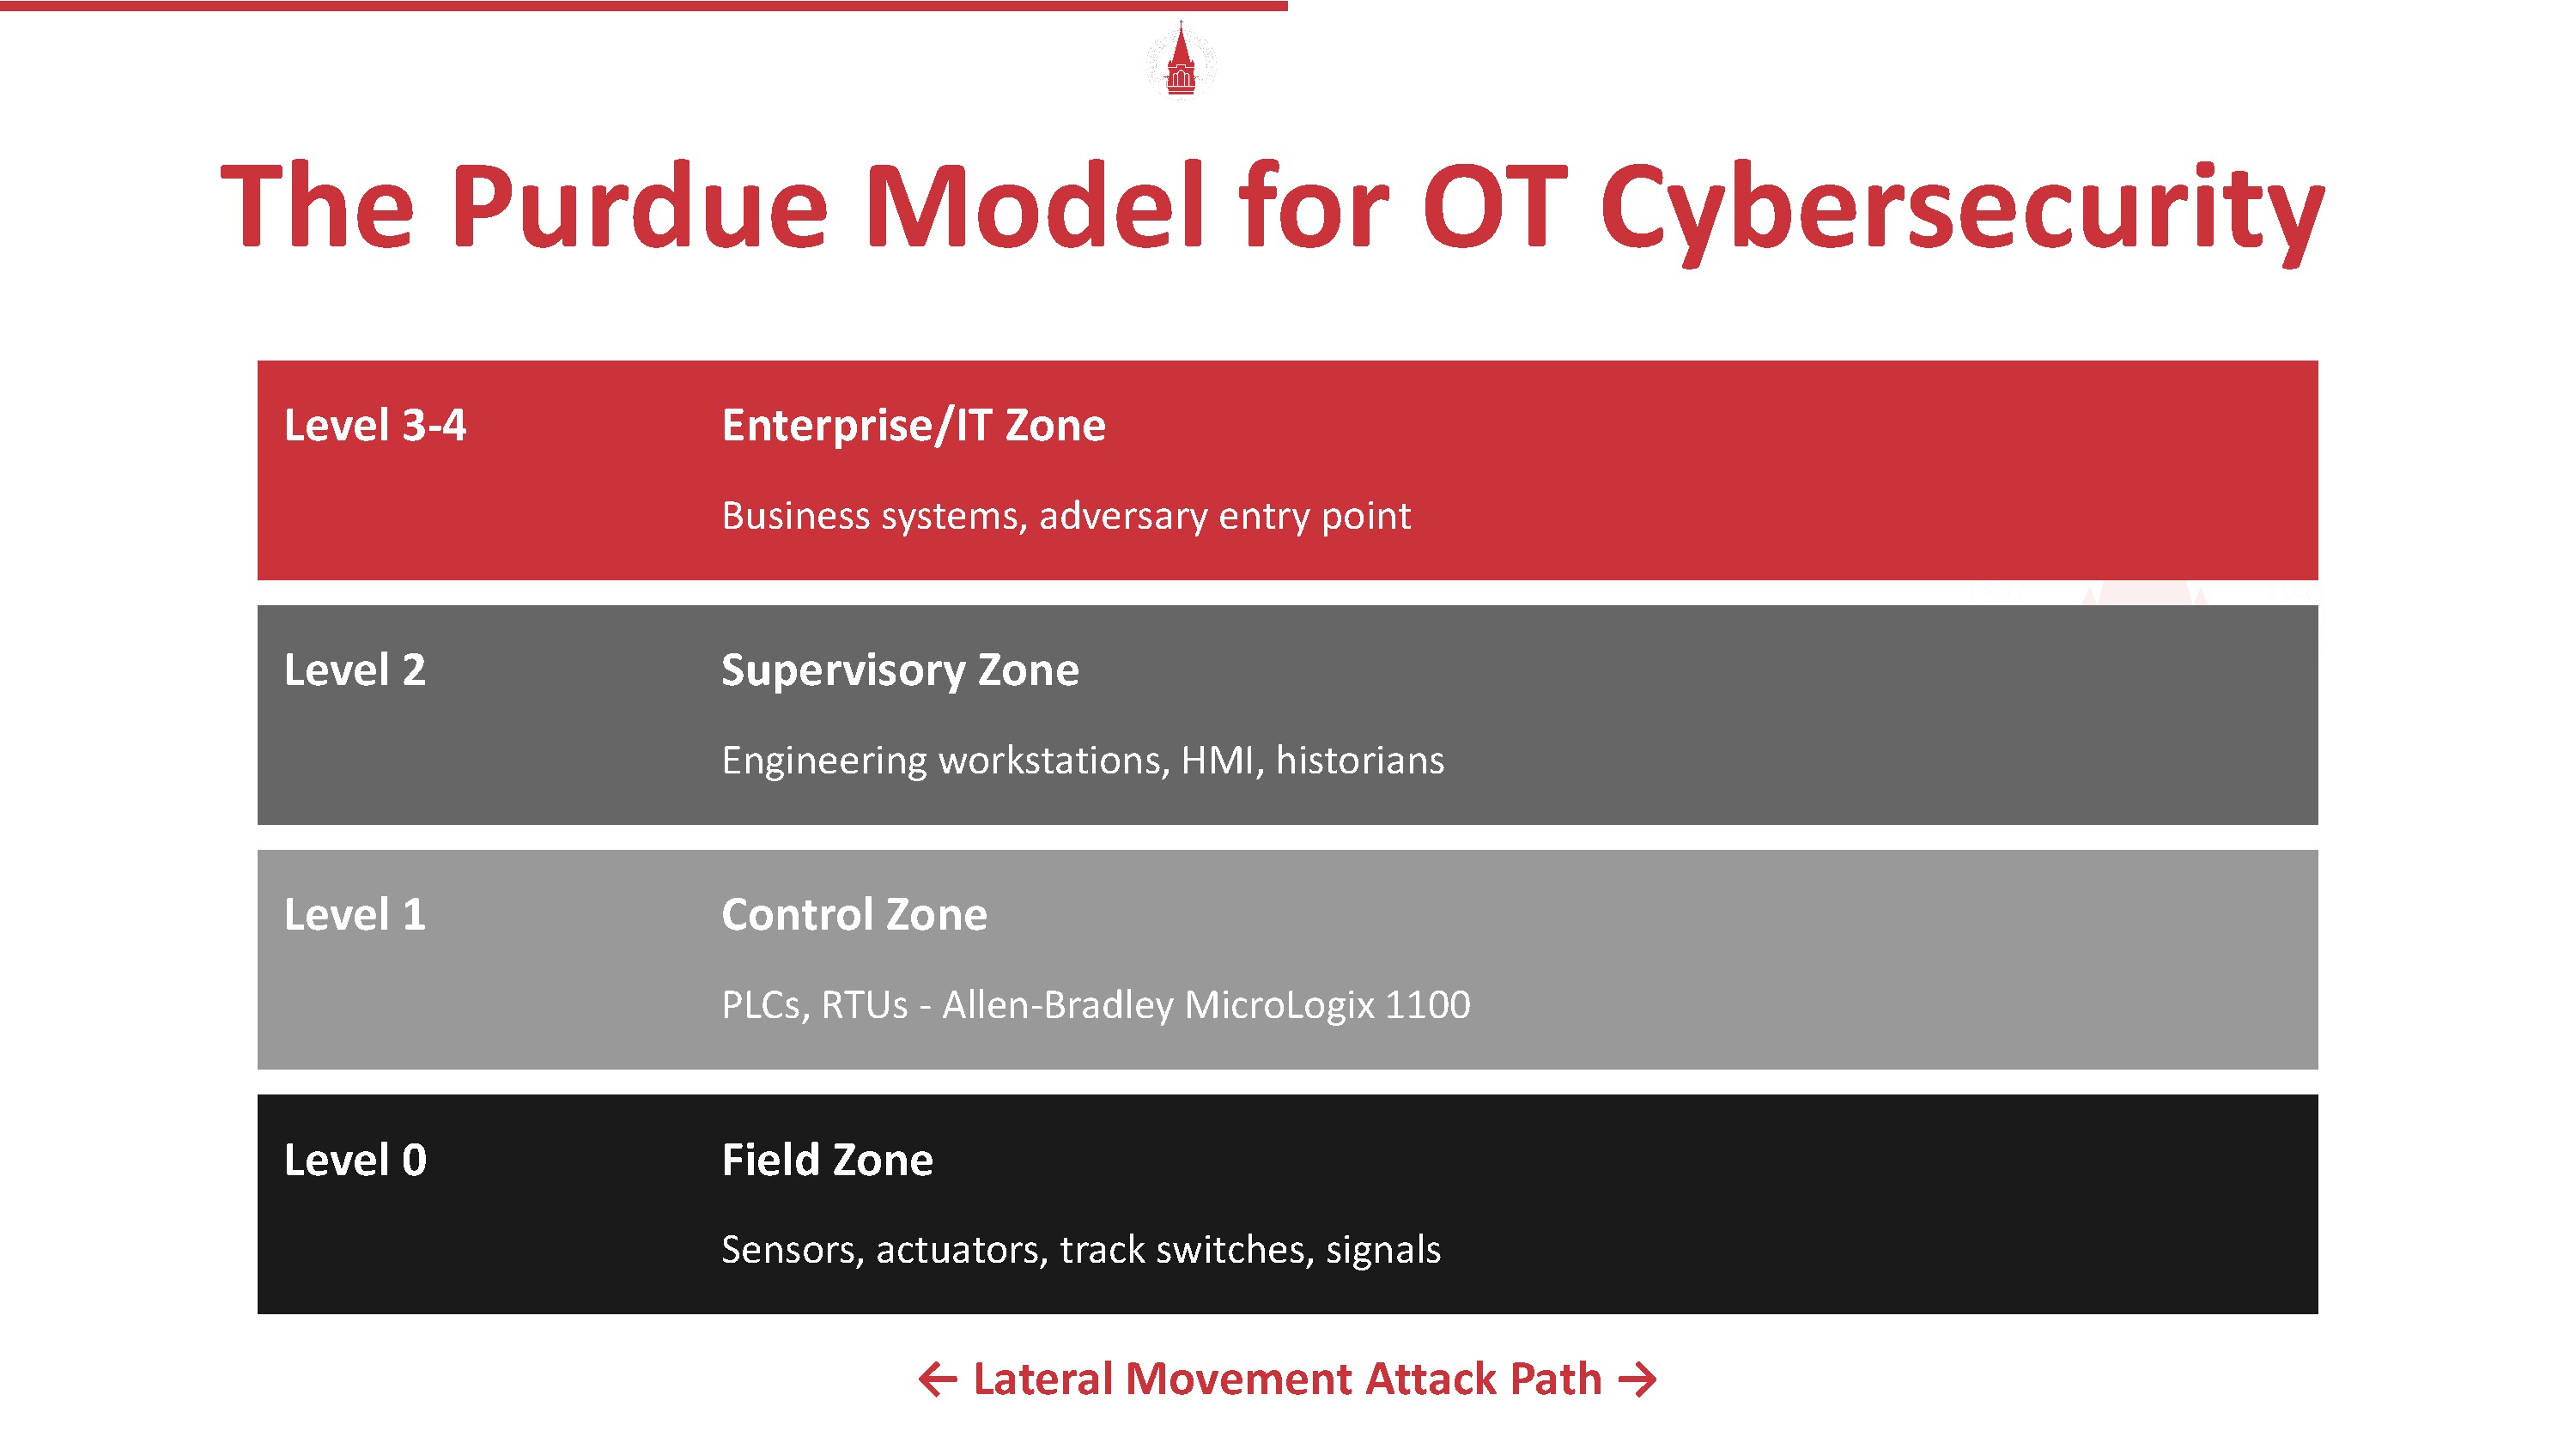 The Purdue Model for OT Cybersecurity
Level 3-4
Enterprise/IT Zone
Business systems, adversary entry point
Level 2
Supervisory Zone
Engineering workstations, HMI, historians
Level 1
Control Zone
PLCs, RTUs - Allen-Bradley MicroLogix 1100
Level 0
Field Zone
Sensors, actuators, track switches, signals
← Lateral Movement Attack Path →